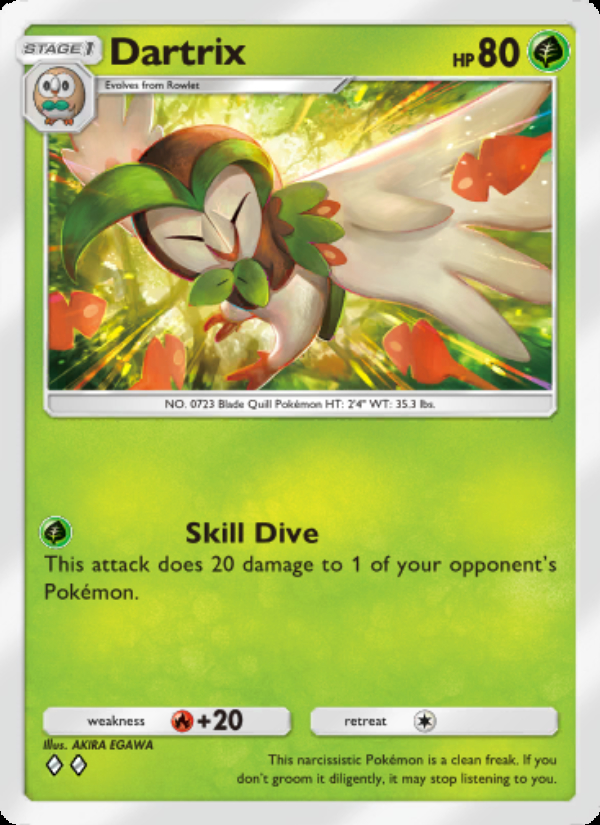 STAGE 1
Dartrix
HP 80
Evolves from Rowlet
NO. 0723 Blade Quill Pokémon HT: 2'4" WT: 35.3 lbs.
Skill Dive
This attack does 20 damage to 1 of your opponent's
Pokémon.
weakness +20
retreat
Illus. AKIRA EGAWA
This narcissistic Pokémon is a clean freak. If you
don't groom it diligently, it may stop listening to you.